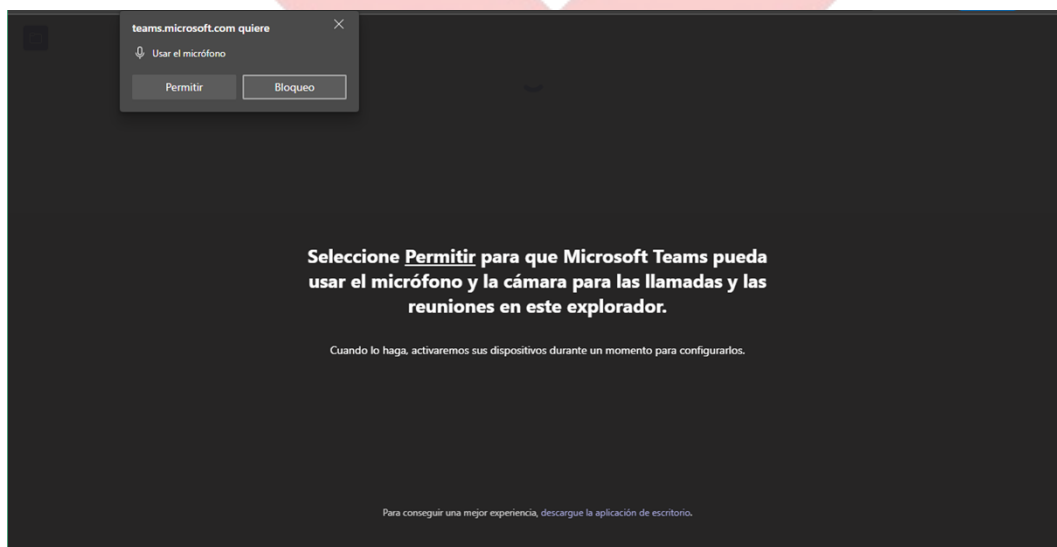 teams.microsoft.com quiere
Usar el micrófono
Permitir
Bloqueo
Seleccione Permitir para que Microsoft Teams pueda
usar el micrófono y la cámara para las llamadas y las
reuniones en este explorador.
Cuando lo haga, activaremos sus dispositivos durante un momento para configurarlos.
Para conseguir una mejor experiencia, descargue la aplicación de escritorio.